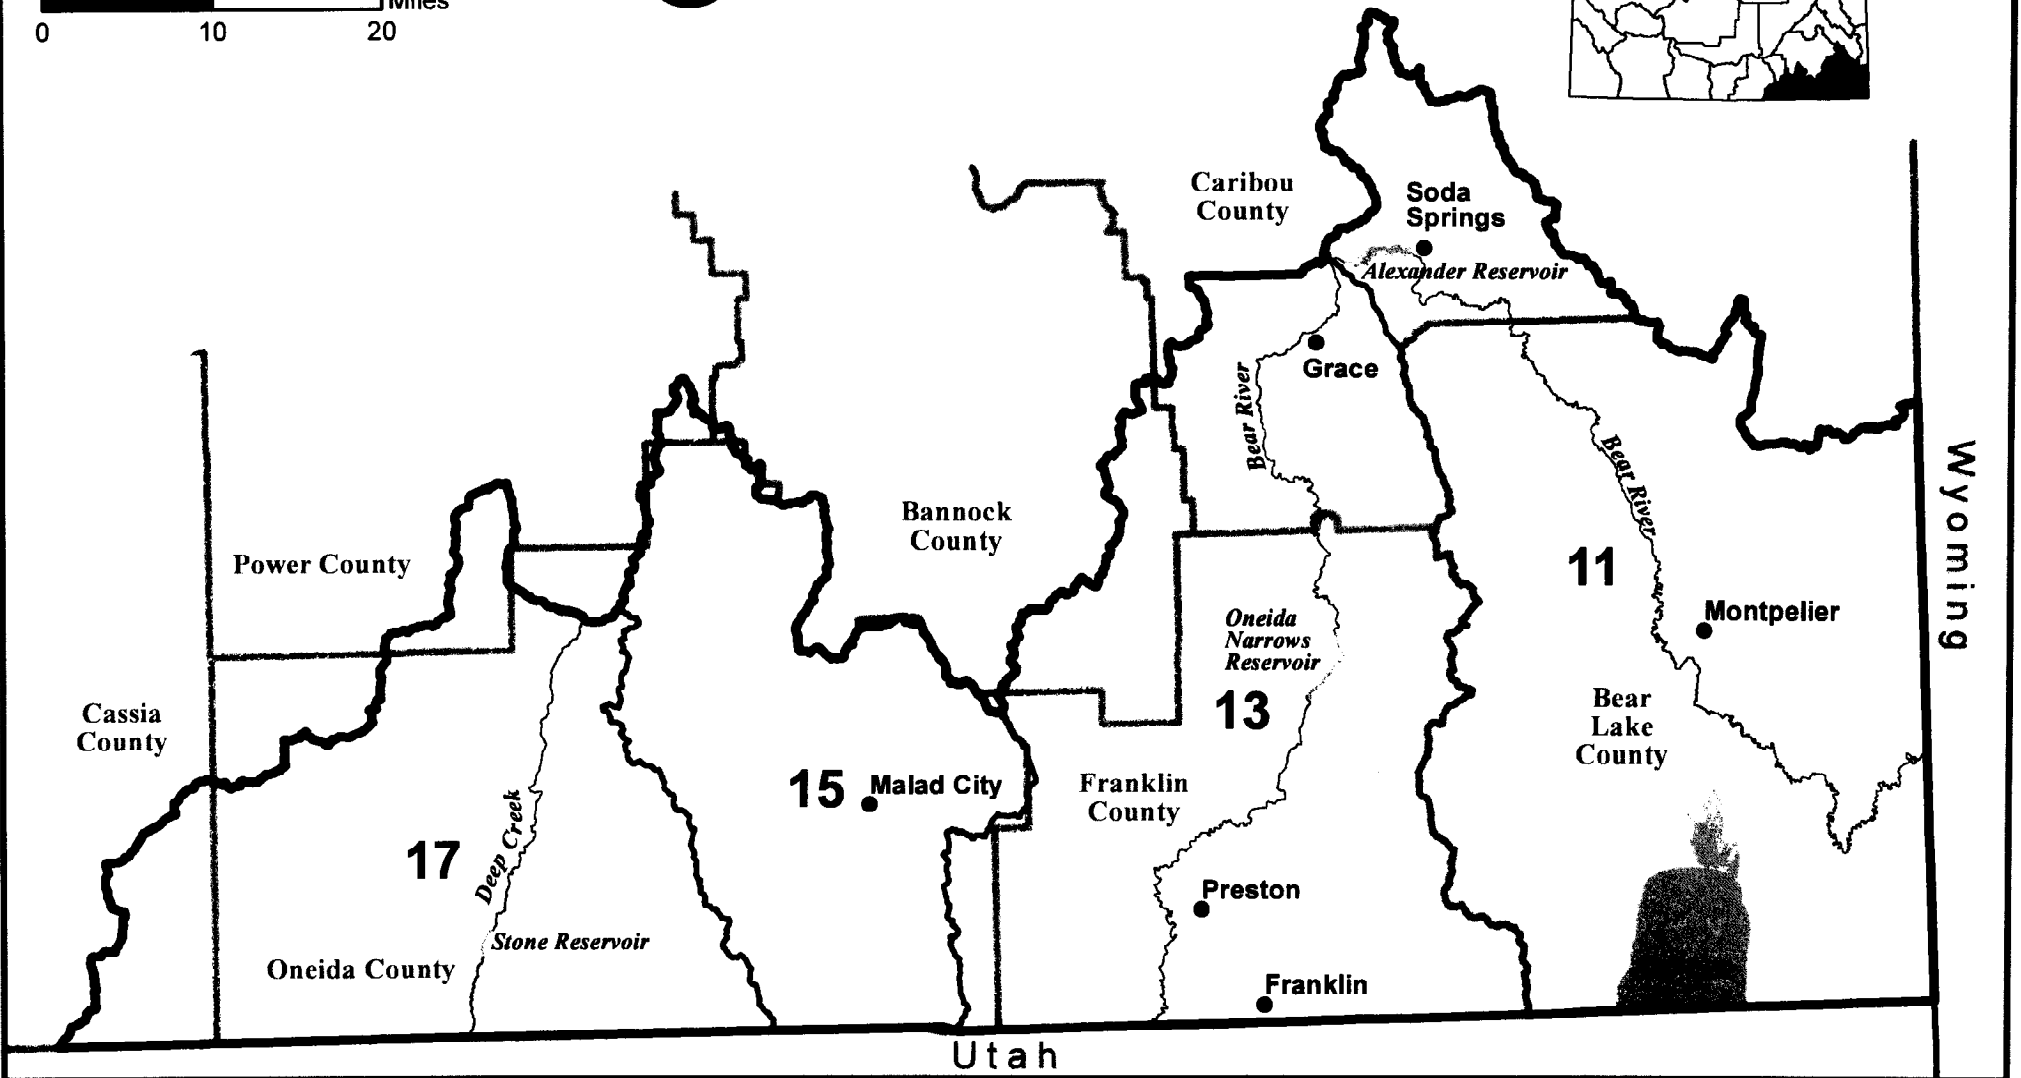 Miles
0 10 20
Caribou
County
Soda
Springs
Alexander Reservoir
Grace
Bear River
Bear River
Wyoming
Bannock
County
Power County
11
Montpelier
Oneida
Narrows
Reservoir
13
Cassia
County
Bear
Lake
County
15
Malad City
Franklin
County
17
Deep Creek
Preston
Stone Reservoir
Oneida County
Franklin
Utah